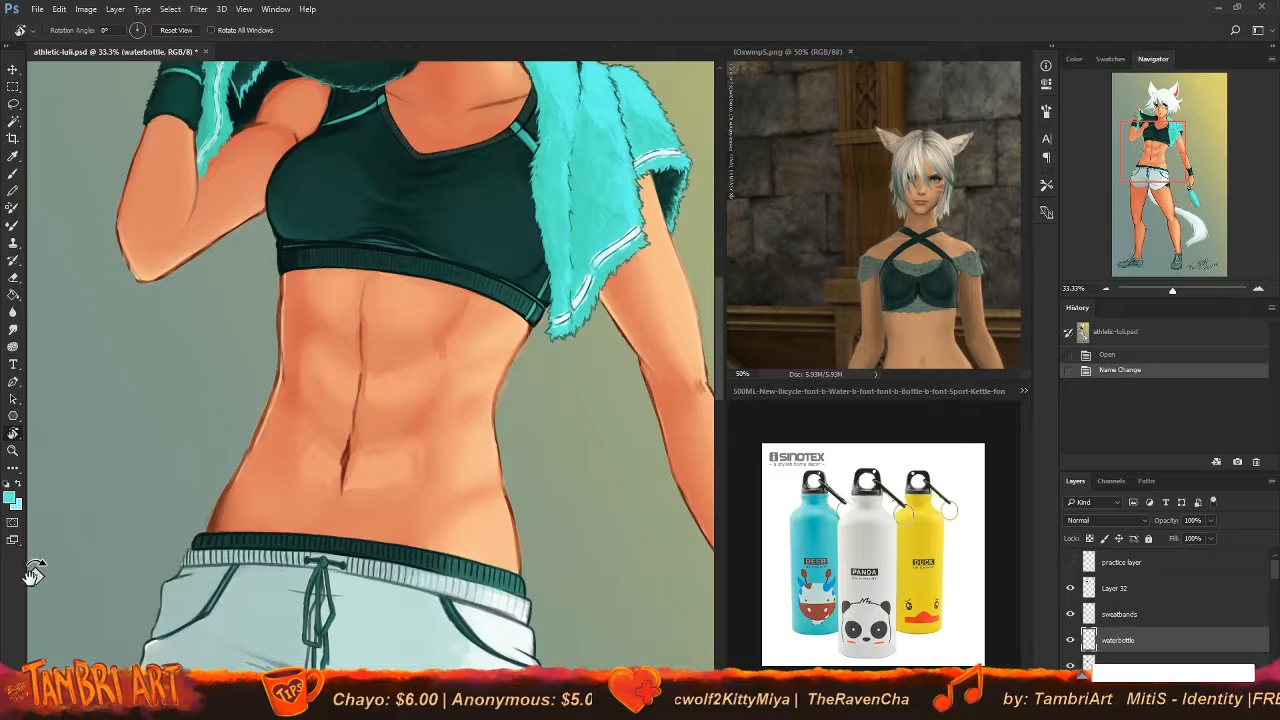 Ps File Edit Image Layer Type Select Filter 3D View Window Help
Rotation Angle: 0° Reset View Rotate All Windows
athletic-luli.psd @ 33.3% (waterbottle, RGB/8) *
tOxwmpS.png @ 50% (RGB/8#)
Color Swatches Navigator
33.33%
History
athletic-luli.psd
Open
Name Change
50% Doc: 5.93M/5.93M
500ML-New-Bicycle-font-b-Water-b-font-font-b-Bottle-b-font-Sport-Kettle-fon
SINOTEX
- a stylish home decor -
DEER
PANDA
DUCK
Layers Channels Paths
Kind
Normal Opacity: 100%
Lock: Fill: 100%
practice layer
Layer 32
sweatbands
waterbottle
TAMBRI ART
TIPS
Chayo: $6.00 | Anonymous: $5.0
cwolf2KittyMiya | TheRavenCha
by: TambriArt MitiS - Identity |FRE